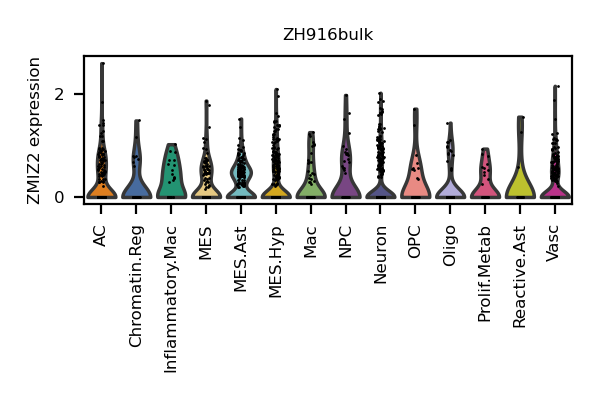 ZH916bulk
ZMIZ2 expression
2
0
AC
Chromatin.Reg
Inflammatory.Mac
MES
MES.Ast
MES.Hyp
Mac
NPC
Neuron
OPC
Oligo
Prolif.Metab
Reactive.Ast
Vasc